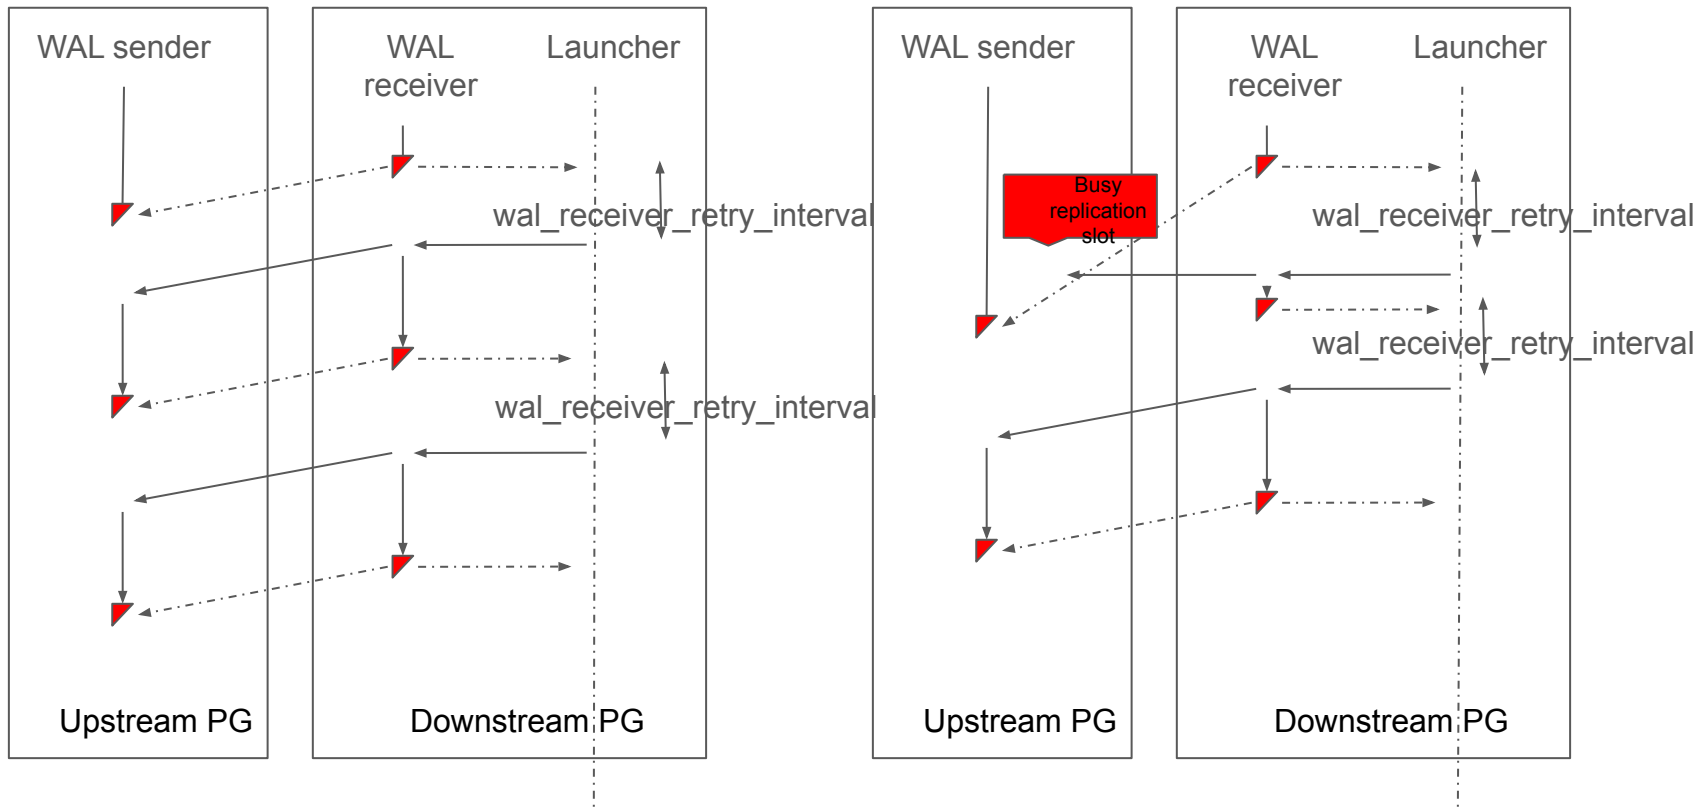 WAL sender
WAL
receiver
Launcher
wal_receiver_retry_interval
wal_receiver_retry_interval
Upstream PG
Downstream PG
WAL sender
WAL
receiver
Launcher
Busy
replication
slot
wal_receiver_retry_interval
wal_receiver_retry_interval
Upstream PG
Downstream PG